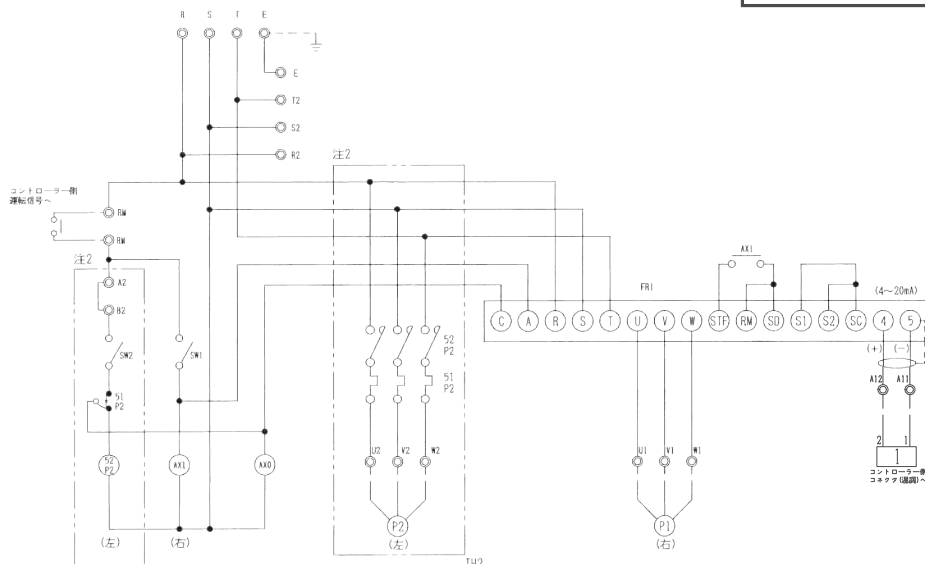 R S T E
E
T2
S2
R2
注2
コントローラー側
運転信号へ
RM
RM
注2
A2
B2
SW2
SW1
51
P2
52
P2
AX1
AX0
(左)
(右)
52
P2
51
P2
U2 V2 W2
P2
(左)
TH2
FR1
AX1
(4〜20mA)
C A R S T U V W STF RM SD S1 S2 SC 4 5
(+) (-)
A12 A11
2 1
1
コントローラー側
コネクタ(温調)へ
U1 V1 W1
P1
(右)